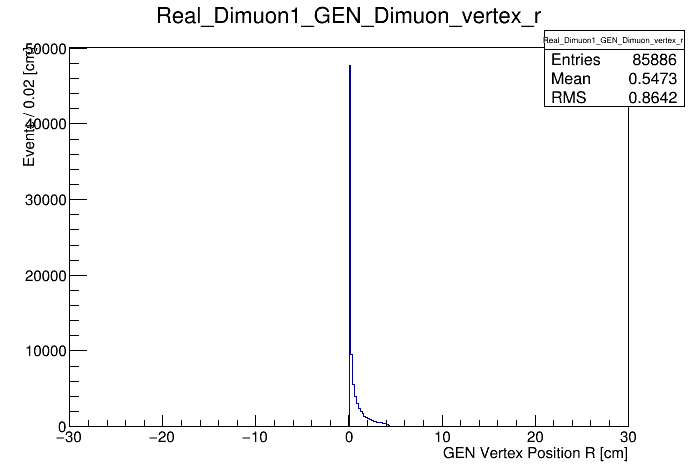 Real_Dimuon1_GEN_Dimuon_vertex_r
Real_Dimuon1_GEN_Dimuon_vertex_r
Entries 85886
Mean 0.5473
RMS 0.8642
Events / 0.02 [cm]
50000
40000
30000
20000
10000
0
−30 −20 −10 0 10 20 30
GEN Vertex Position R [cm]